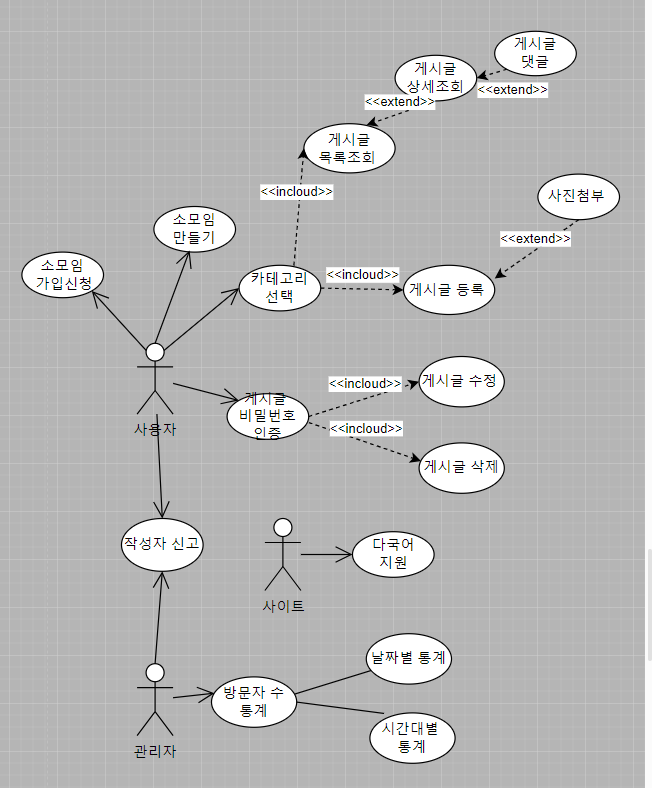 게시글
댓글
게시글
상세조회
<<extend>>
<<extend>>
게시글
목록조회
<<incloud>>
사진첨부
<<extend>>
소모임
만들기
소모임
가입신청
카테고리
선택
<<incloud>>
게시글 등록
<<incloud>>
게시글 수정
게시글
비밀번호
인증
<<incloud>>
게시글 삭제
사용자
작성자 신고
다국어
지원
사이트
날짜별 통계
방문자 수
통계
시간대별
통계
관리자